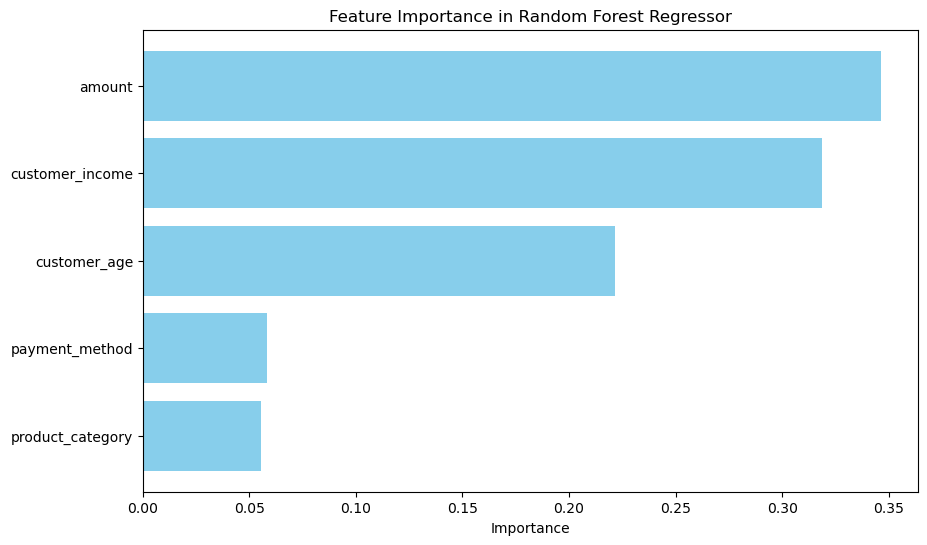 Feature Importance in Random Forest Regressor
amount
customer_income
customer_age
payment_method
product_category
0.00 0.05 0.10 0.15 0.20 0.25 0.30 0.35
Importance